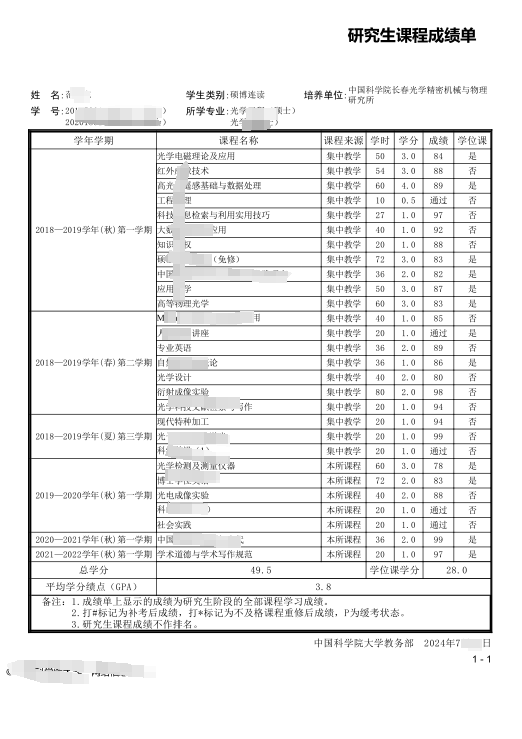 研究生课程成绩单
姓 名: 学生类别:硕博连读 培养单位:中国科学院长春光学精密机械与物理研究所
学 号:20 所学专业:光学 硕士)
光
学年学期 课程名称 课程来源 学时 学分 成绩 学位课
2018—2019学年(秋)第一学期
光学电磁理论及应用 集中教学 50 3.0 84 是
红外 技术 集中教学 54 3.0 88 否
高光 遥感基础与数据处理 集中教学 60 4.0 89 是
工程 理 集中教学 10 0.5 通过 否
科技 息检索与利用实用技巧 集中教学 27 1.0 97 否
大 应用 集中教学 40 1.0 92 否
知识 权 集中教学 20 1.0 88 否
硕 (免修) 集中教学 72 3.0 83 是
中国 集中教学 36 2.0 82 是
应用 学 集中教学 50 3.0 87 是
高等物理光学 集中教学 60 3.0 83 是
2018—2019学年(春)第二学期
M 用 集中教学 40 1.0 85 否
人 讲座 集中教学 20 1.0 通过 是
专业英语 集中教学 36 2.0 89 否
自 论 集中教学 36 1.0 86 是
光学设计 集中教学 40 2.0 80 否
衍射成像实验 集中教学 80 2.0 98 否
光学科技文献 写作 集中教学 20 1.0 94 否
2018—2019学年(夏)第三学期
现代特种加工 集中教学 20 1.0 94 否
光 集中教学 20 1.0 99 否
科 集中教学 20 1.0 通过 否
2019—2020学年(秋)第一学期
光学检测及测量仪器 本所课程 60 3.0 78 是
博士学位英语 本所课程 72 2.0 83 是
光电成像实验 本所课程 40 2.0 88 否
科 ) 本所课程 20 1.0 通过 否
社会实践 本所课程 20 1.0 通过 否
2020—2021学年(秋)第一学期 中国 本所课程 36 2.0 99 是
2021—2022学年(秋)第一学期 学术道德与学术写作规范 本所课程 20 1.0 97 是
总学分 49.5 学位课学分 28.0
平均学分绩点(GPA) 3.8
备注: 1.成绩单上显示的成绩为研究生阶段的全部课程学习成绩。
2.打#标记为补考后成绩，打*标记为不及格课程重修后成绩，P为缓考状态。
3.研究生课程成绩不作排名。
中国科学院大学教务部 2024年7 日
1 - 1